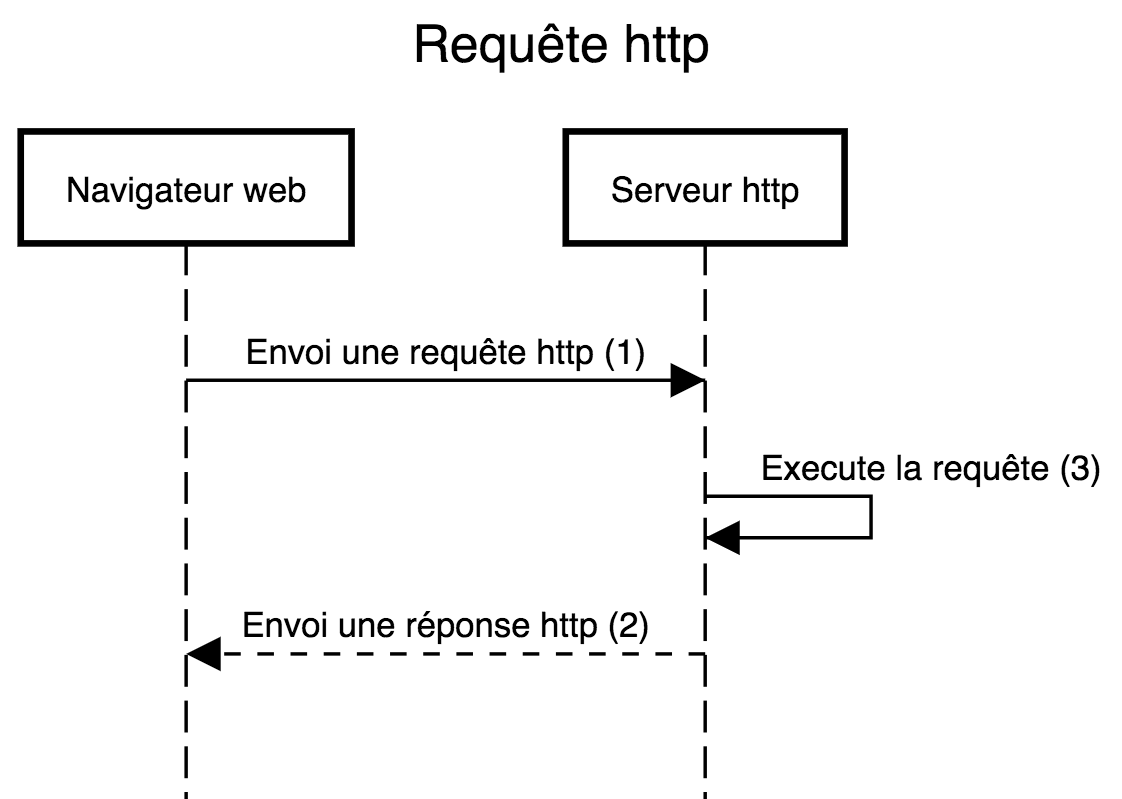 Requête http
Navigateur web
Serveur http
Envoi une requête http (1)
Execute la requête (3)
Envoi une réponse http (2)